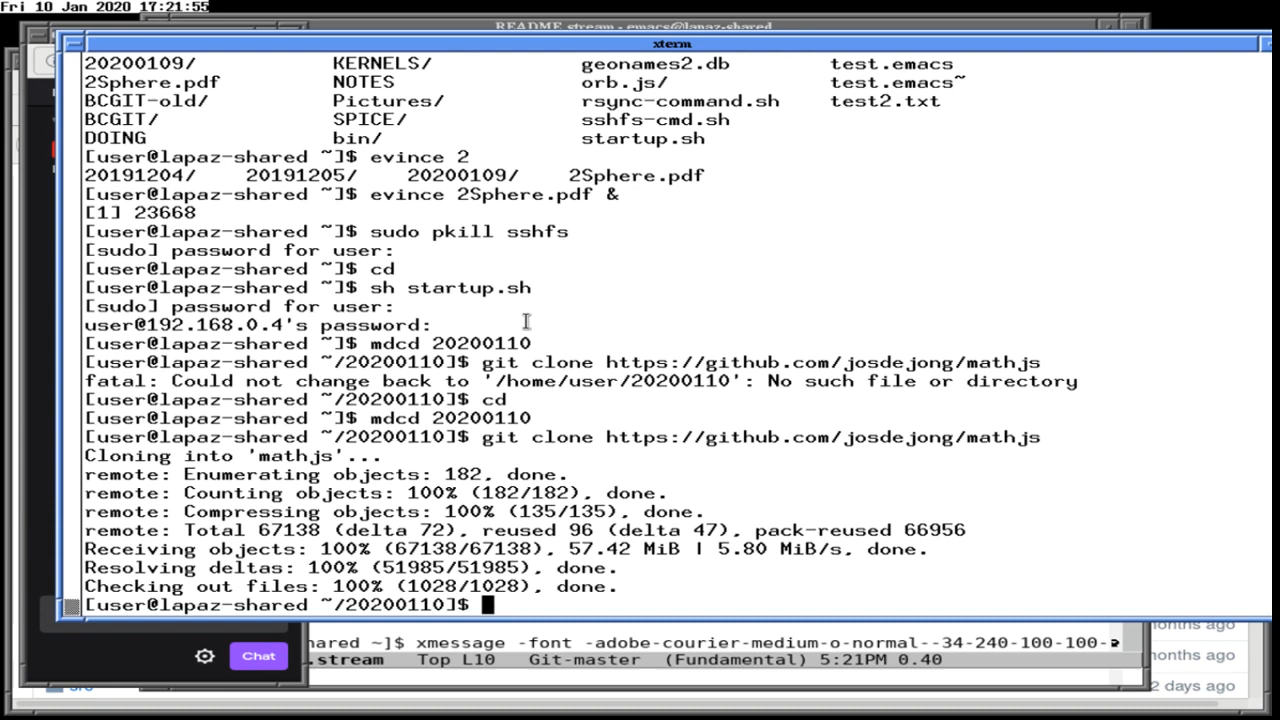 Fri 10 Jan 2020 17:21:55
README stream - emacs@lapaz-shared
xterm
20200109/ KERNELS/ geonames2.db test.emacs
2Sphere.pdf NOTES orb.js/ test.emacs~
BCGIT-old/ Pictures/ rsync-command.sh test2.txt
BCGIT/ SPICE/ sshfs-cmd.sh
DOING bin/ startup.sh
[user@lapaz-shared ~]$ evince 2
20191204/ 20191205/ 20200109/ 2Sphere.pdf
[user@lapaz-shared ~]$ evince 2Sphere.pdf &
[1] 23668
[user@lapaz-shared ~]$ sudo pkill sshfs
[sudo] password for user:
[user@lapaz-shared ~]$ cd
[user@lapaz-shared ~]$ sh startup.sh
[sudo] password for user:
user@192.168.0.4's password:
[user@lapaz-shared ~]$ mdcd 20200110
[user@lapaz-shared ~/20200110]$ git clone https://github.com/josdejong/mathjs
fatal: Could not change back to '/home/user/20200110': No such file or directory
[user@lapaz-shared ~/20200110]$ cd
[user@lapaz-shared ~]$ mdcd 20200110
[user@lapaz-shared ~/20200110]$ git clone https://github.com/josdejong/mathjs
Cloning into 'mathjs'...
remote: Enumerating objects: 182, done.
remote: Counting objects: 100% (182/182), done.
remote: Compressing objects: 100% (135/135), done.
remote: Total 67138 (delta 72), reused 96 (delta 47), pack-reused 66956
Receiving objects: 100% (67138/67138), 57.42 MiB | 5.80 MiB/s, done.
Resolving deltas: 100% (51985/51985), done.
Checking out files: 100% (1028/1028), done.
[user@lapaz-shared ~/20200110]$
months ago
shared ~]$ xmessage -font -adobe-courier-medium-o-normal--34-240-100-100-
months ago
Chat
.stream Top L10 Git-master (Fundamental) 5:21PM 0.40
2 days ago